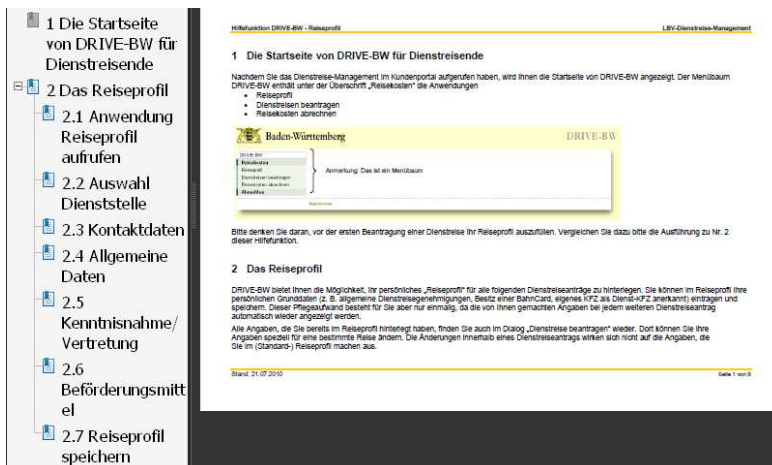 1 Die Startseite
von DRIVE-BW für
Dienstreisende
2 Das Reiseprofil
2.1 Anwendung
Reiseprofil
aufrufen
2.2 Auswahl
Dienststelle
2.3 Kontaktdaten
2.4 Allgemeine
Daten
2.5
Kenntnisnahme/
Vertretung
2.6
Beförderungsmitt
el
2.7 Reiseprofil
speichern
Hilfefunktion DRIVE-BW - Reiseprofil
LBV-Dienstreise-Management
1 Die Startseite von DRIVE-BW für Dienstreisende
Nachdem Sie das Dienstreise-Management im Kundenportal aufgerufen haben, wird Ihnen die Startseite von DRIVE-BW angezeigt. Der Menübaum
DRIVE-BW enthält unter der Überschrift „Reisekosten“ die Anwendungen
• Reiseprofil
• Dienstreisen beantragen
• Reisekosten abrechnen
Baden-Württemberg
DRIVE-BW
DRIVE-BW
Reisekosten
Reiseprofil
Dienstreisen beantragen
Reisekosten abrechnen
Abmelden
Anmerkung: Das ist ein Menübaum
Impressum
Bitte denken Sie daran, vor der ersten Beantragung einer Dienstreise Ihr Reiseprofil auszufüllen. Vergleichen Sie dazu bitte die Ausführung zu Nr. 2
dieser Hilfefunktion.
2 Das Reiseprofil
DRIVE-BW bietet Ihnen die Möglichkeit, Ihr persönliches „Reiseprofil“ für alle folgenden Dienstreiseanträge zu hinterlegen. Sie können im Reiseprofil Ihre
persönlichen Grunddaten (z. B. allgemeine Dienstreisegenehmigungen, Besitz einer BahnCard, eigenes KFZ als Dienst-KFZ anerkannt) eintragen und
speichern. Dieser Pflegeaufwand besteht für Sie aber nur einmalig, da die von Ihnen gemachten Angaben bei jedem weiteren Dienstreiseantrag
automatisch wieder angezeigt werden.
Alle Angaben, die Sie bereits im Reiseprofil hinterlegt haben, finden Sie auch im Dialog „Dienstreise beantragen“ wieder. Dort können Sie Ihre
Angaben speziell für eine bestimmte Reise ändern. Die Änderungen innerhalb eines Dienstreiseantrags wirken sich nicht auf die Angaben, die
Sie im (Standard-) Reiseprofil machen aus.
Stand: 21.07.2010
Seite 1 von 9